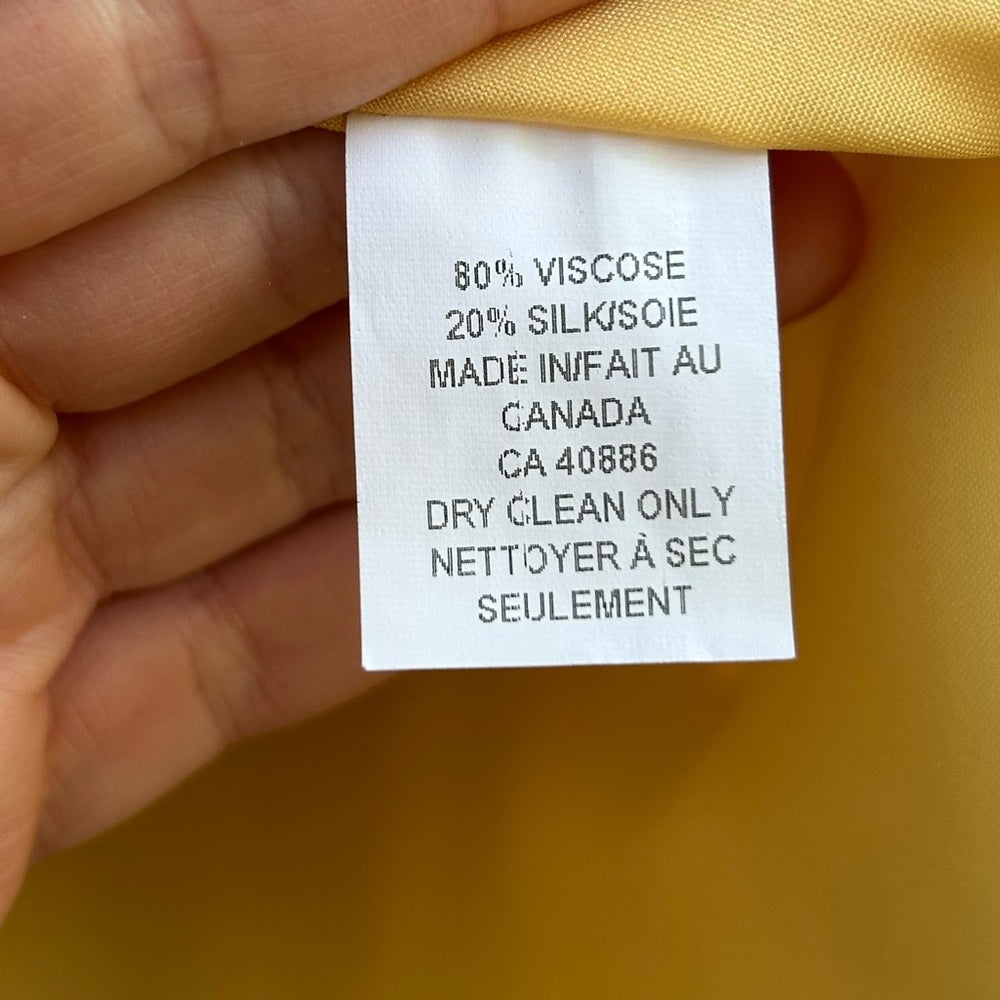 80% VISCOSE
20% SILK/SOIE
MADE IN/FAIT AU
CANADA
CA 40886
DRY CLEAN ONLY
NETTOYER À SEC
SEULEMENT